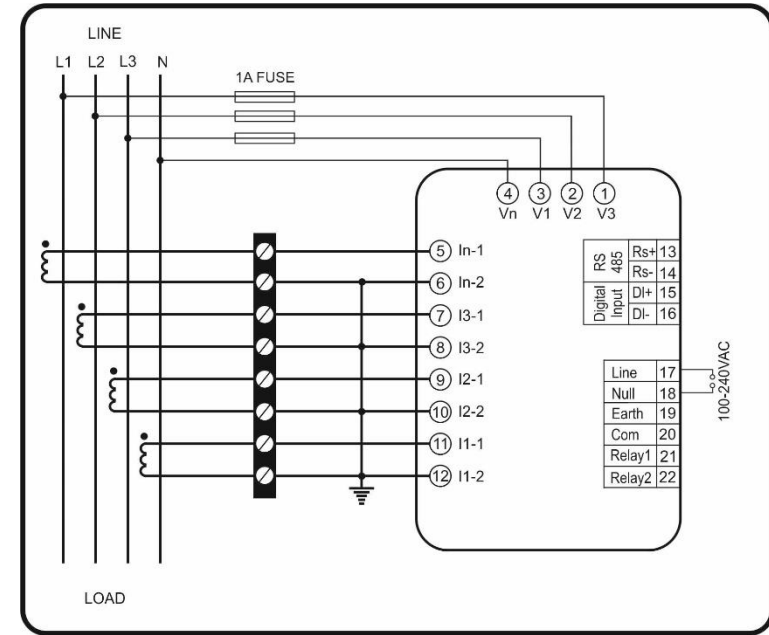 LINE
L1 L2 L3 N
1A FUSE
4 3 2 1
Vn V1 V2 V3
5 In-1
6 In-2
7 I3-1
8 I3-2
9 I2-1
10 I2-2
11 I1-1
12 I1-2
RS 485
Rs+ 13
Rs- 14
Digital Input
DI+ 15
DI- 16
Line 17
Null 18
Earth 19
Com 20
Relay1 21
Relay2 22
100-240VAC
LOAD